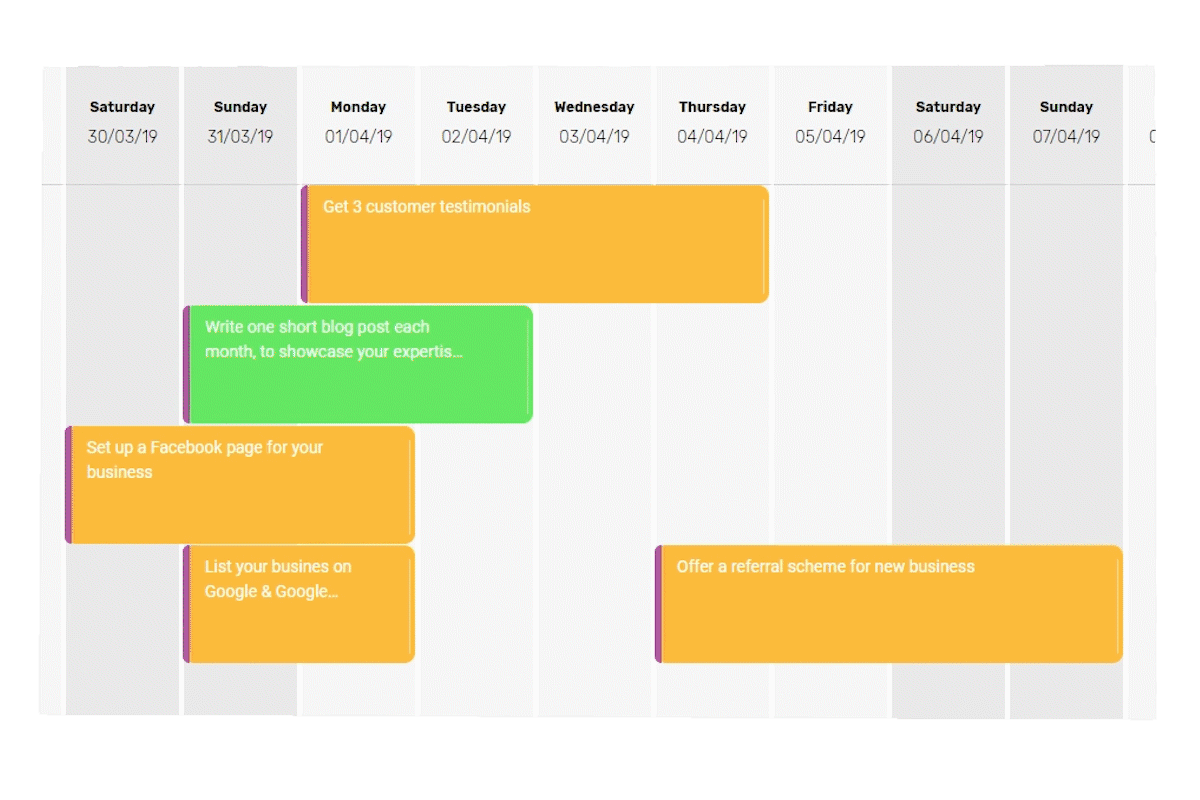 Saturday Sunday Monday Tuesday Wednesday Thursday Friday Saturday Sunday
30/03/19 31/03/19 01/04/19 02/04/19 03/04/19 04/04/19 05/04/19 06/04/19 07/04/19
Get 3 customer testimonials
Write one short blog post each
month, to showcase your expertis...
Set up a Facebook page for your
business
List your busines on
Google & Google...
Offer a referral scheme for new business